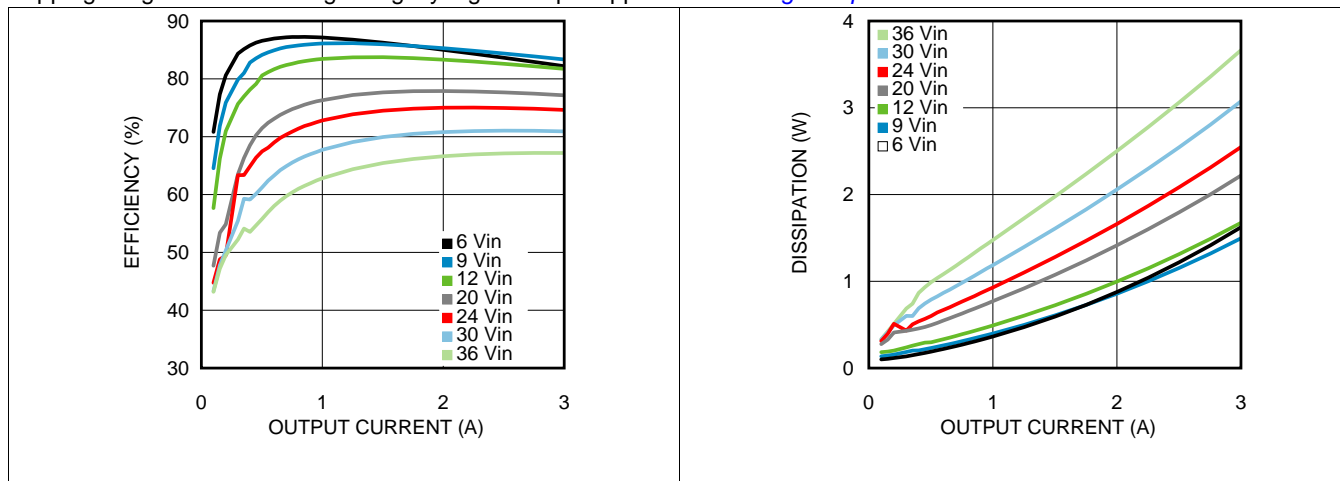 90
80
70
60
50
40
30
EFFICIENCY (%)
6 Vin
9 Vin
12 Vin
20 Vin
24 Vin
30 Vin
36 Vin
0 1 2 3
OUTPUT CURRENT (A)
4
3
2
1
0
DISSIPATION (W)
36 Vin
30 Vin
24 Vin
20 Vin
12 Vin
9 Vin
6 Vin
0 1 2 3
OUTPUT CURRENT (A)